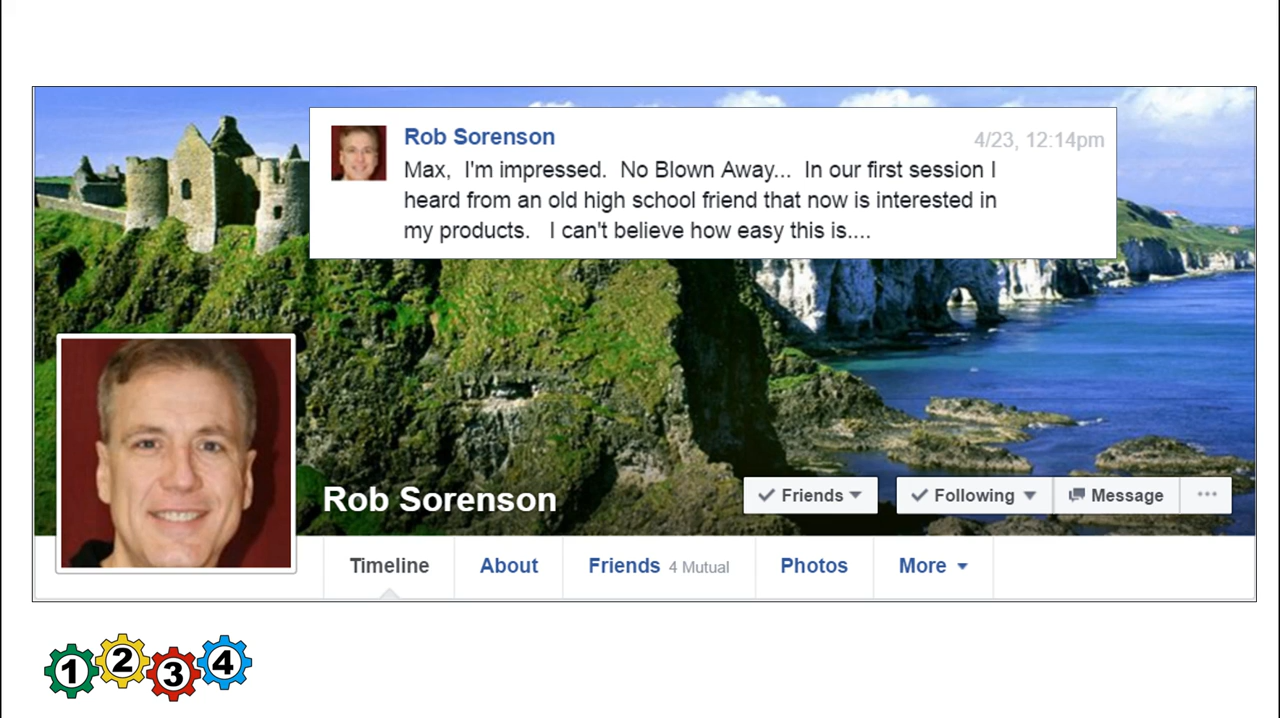 Rob Sorenson
4/23, 12:14pm
Max,  I'm impressed.  No Blown Away...  In our first session I
heard from an old high school friend that now is interested in
my products.   I can't believe how easy this is....
Rob Sorenson
Friends
Following
Message
Timeline
About
Friends 4 Mutual
Photos
More
1 2 3 4